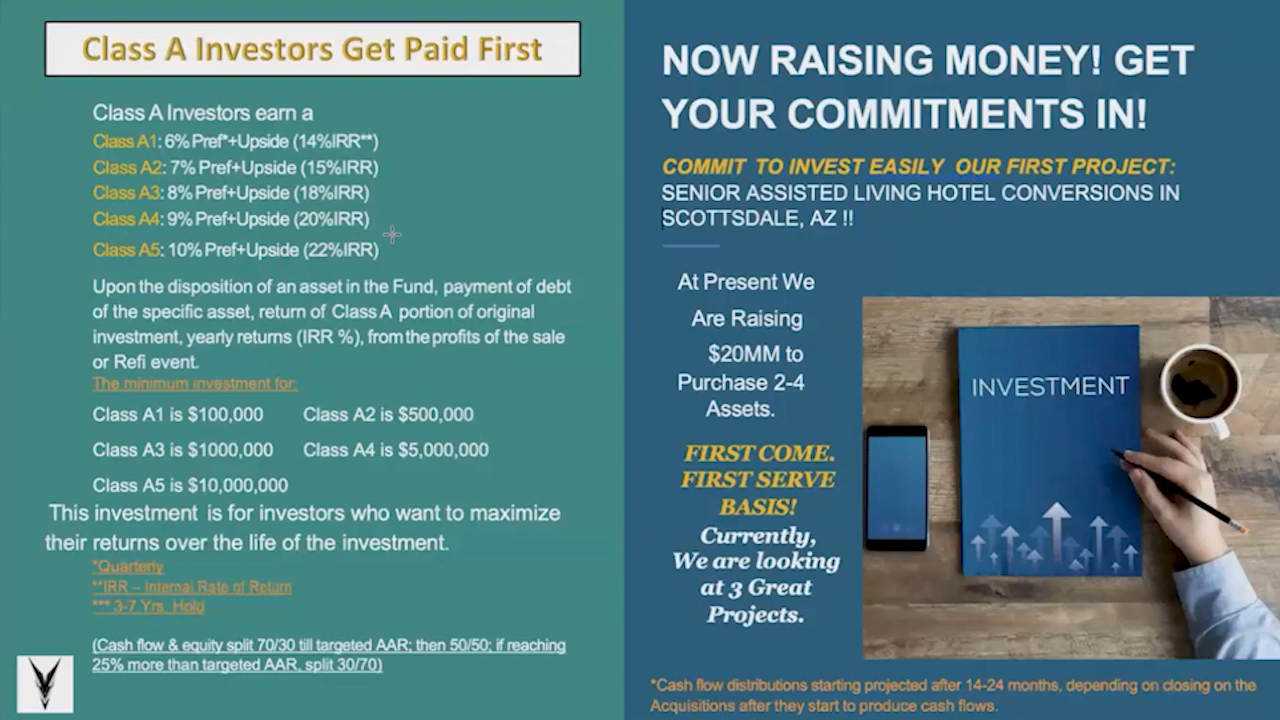 Class A Investors Get Paid First
Class A Investors earn a
Class A1: 6% Pref*+Upside (14%IRR**)
Class A2: 7% Pref+Upside (15%IRR)
Class A3: 8% Pref+Upside (18%IRR)
Class A4: 9% Pref+Upside (20%IRR)
Class A5: 10% Pref+Upside (22%IRR)
Upon the disposition of an asset in the Fund, payment of debt
of the specific asset, return of Class A portion of original
investment, yearly returns (IRR %), from the profits of the sale
or Refi event.
The minimum investment for:
Class A1 is $100,000 Class A2 is $500,000
Class A3 is $1000,000 Class A4 is $5,000,000
Class A5 is $10,000,000
This investment is for investors who want to maximize
their returns over the life of the investment.
*Quarterly
**IRR – Internal Rate of Return
*** 3-7 Yrs. Hold
(Cash flow & equity split 70/30 till targeted AAR; then 50/50; if reaching
25% more than targeted AAR, split 30/70)
NOW RAISING MONEY! GET
YOUR COMMITMENTS IN!
COMMIT TO INVEST EASILY OUR FIRST PROJECT:
SENIOR ASSISTED LIVING HOTEL CONVERSIONS IN
SCOTTSDALE, AZ !!
At Present We
Are Raising
$20MM to
Purchase 2-4
Assets.
FIRST COME.
FIRST SERVE
BASIS!
Currently,
We are looking
at 3 Great
Projects.
INVESTMENT
*Cash flow distributions starting projected after 14-24 months, depending on closing on the
Acquisitions after they start to produce cash flows.